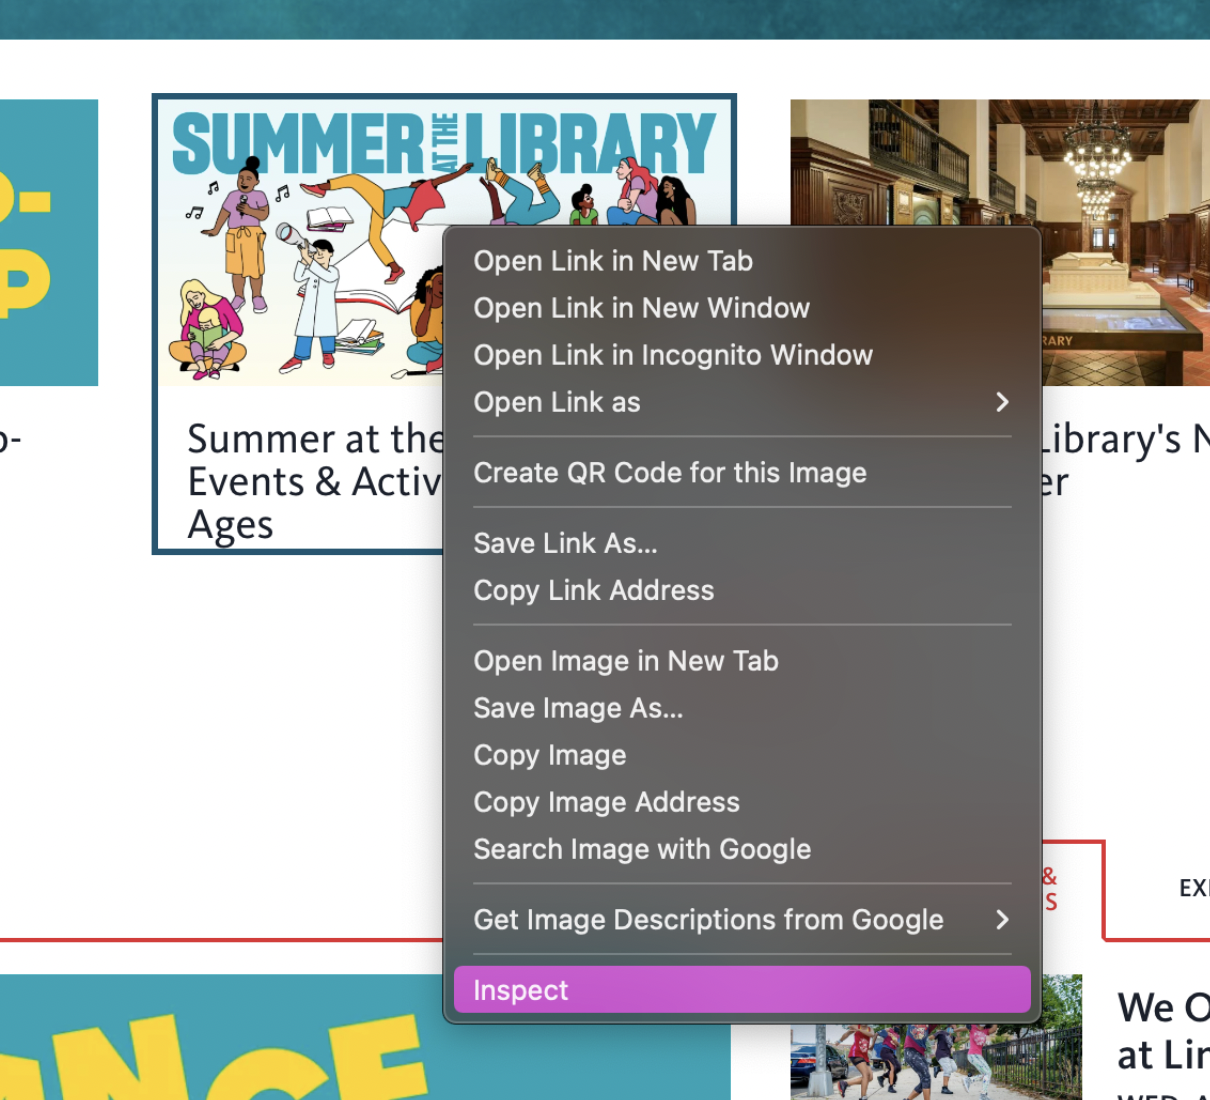 SUMMER AT THE LIBRARY
Open Link in New Tab
Open Link in New Window
Open Link in Incognito Window
Open Link as
Create QR Code for this Image
Save Link As...
Copy Link Address
Open Image in New Tab
Save Image As...
Copy Image
Copy Image Address
Search Image with Google
Get Image Descriptions from Google
Inspect
Summer at the
Events & Activ
Ages
Library's N
er
RARY
&
S
EX
ANCE
We O
at Lin